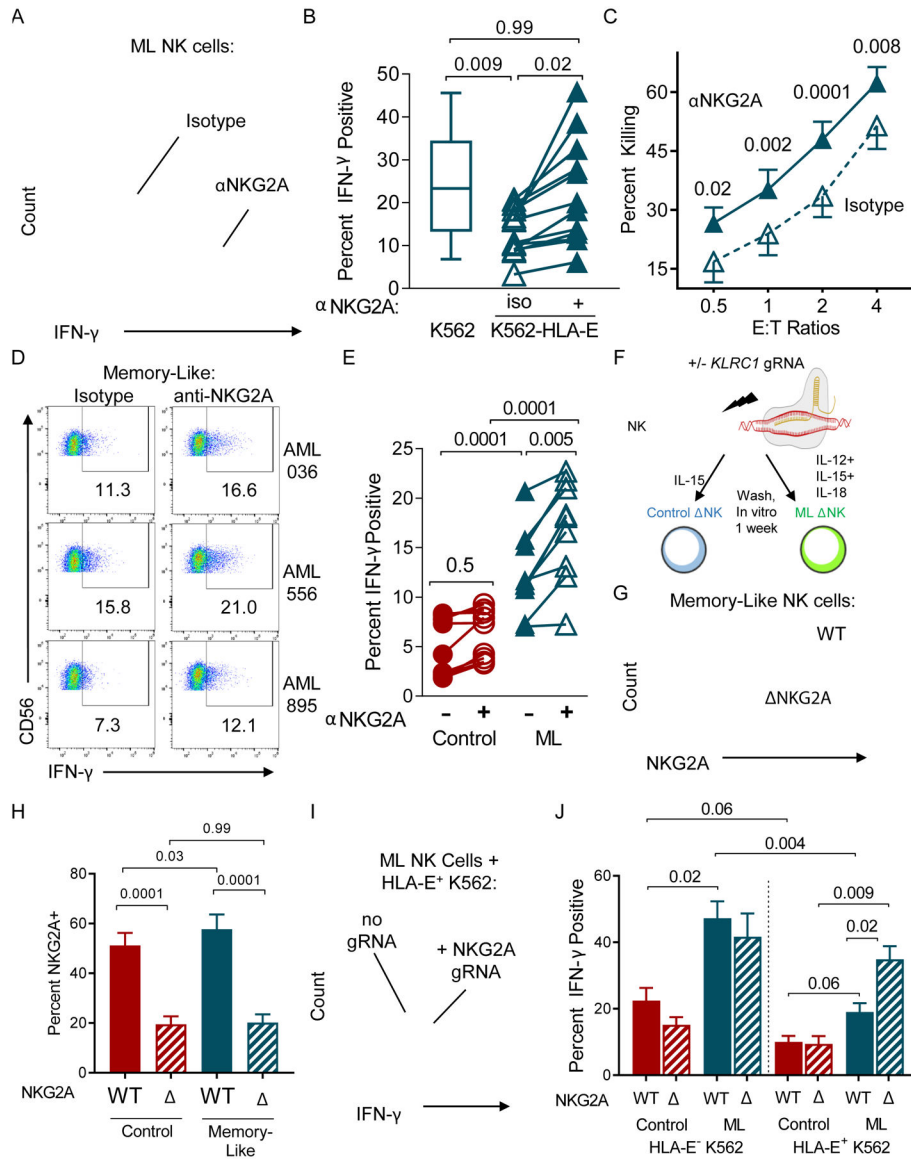 A
ML NK cells:
Isotype
αNKG2A
Count
IFN-γ
B
0.99
0.009
0.02
Percent IFN-γ Positive
50
40
30
20
10
0
αNKG2A:
iso
+
K562
K562-HLA-E
C
0.008
αNKG2A
0.0001
0.002
0.02
Isotype
Percent Killing
60
45
30
15
0.5
1
2
4
E:T Ratios
D
Memory-Like:
Isotype
anti-NKG2A
AML
036
11.3
16.6
AML
556
15.8
21.0
AML
895
7.3
12.1
CD56
IFN-γ
E
0.0001
0.0001
0.005
0.5
Percent IFN-γ Positive
25
20
15
10
5
0
αNKG2A
-
+
-
+
Control
ML
F
+/- KLRC1 gRNA
NK
IL-15
IL-12+
IL-15+
IL-18
Wash,
In vitro
1 week
Control ΔNK
ML ΔNK
G
Memory-Like NK cells:
WT
ΔNKG2A
Count
NKG2A
H
0.99
0.03
0.0001
0.0001
Percent NKG2A+
80
60
40
20
0
NKG2A
WT
Δ
WT
Δ
Control
Memory-
Like
I
ML NK Cells +
HLA-E+ K562:
no
gRNA
+ NKG2A
gRNA
Count
IFN-γ
J
0.06
0.004
0.02
0.009
0.02
0.06
Percent IFN-γ Positive
60
40
20
0
NKG2A
WT Δ WT Δ WT Δ WT Δ
Control ML Control ML
HLA-E- K562 HLA-E+ K562